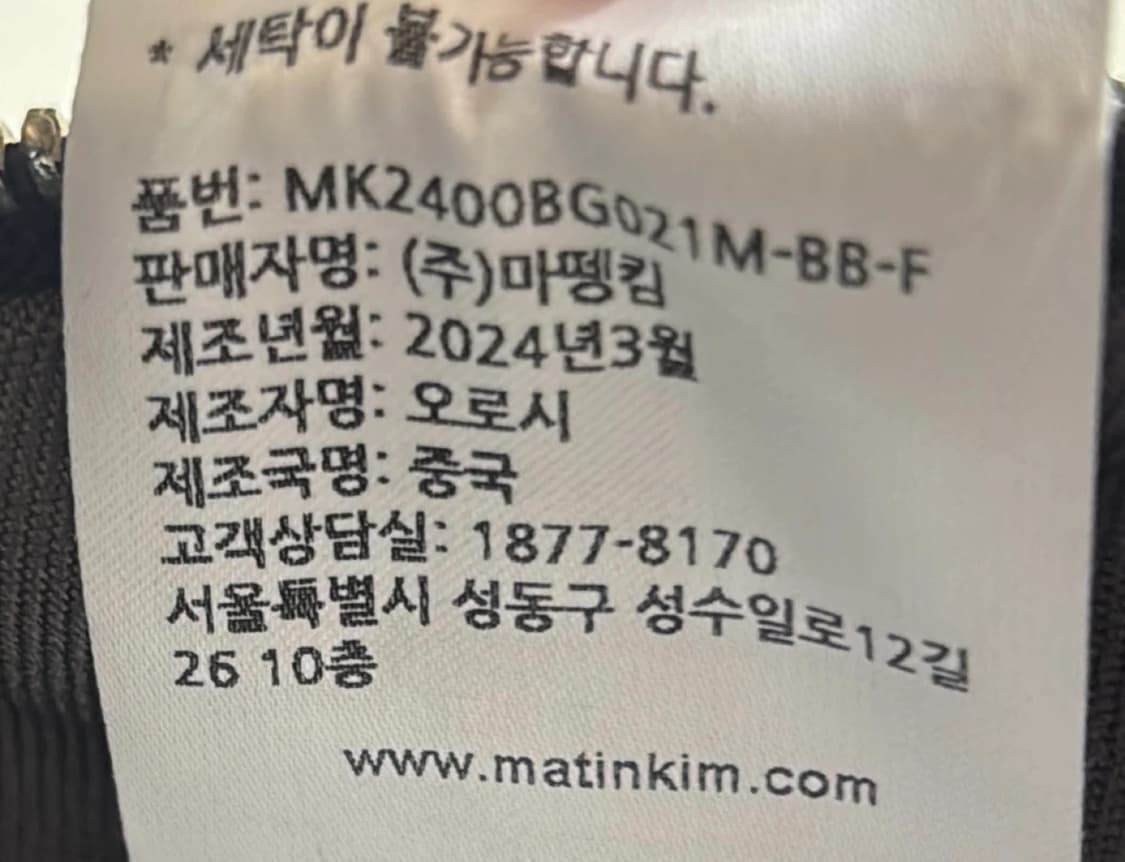 * 세탁이 불가능합니다.
품번: MK2400BG021M-BB-F
판매자명: (주)마뗑킴
제조년월: 2024년3월
제조자명: 오로시
제조국명: 중국
고객상담실: 1877-8170
서울특별시 성동구 성수일로12길
26 10층
www.matinkim.com